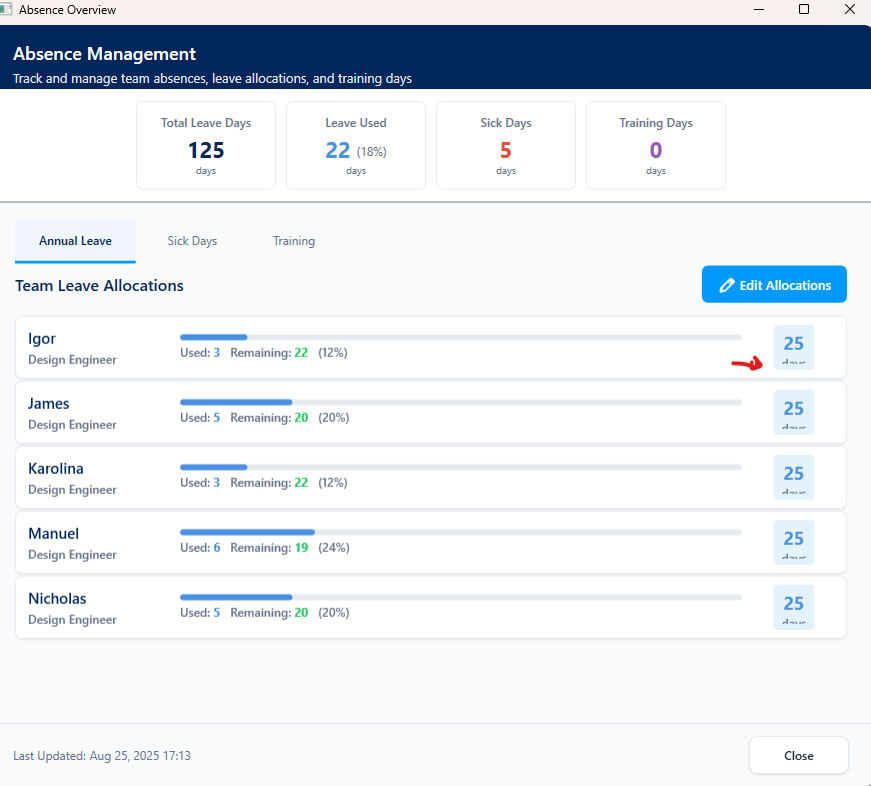 Absence Overview
Absence Management
Track and manage team absences, leave allocations, and training days
Total Leave Days
125
days
Leave Used
22 (18%)
days
Sick Days
5
days
Training Days
0
days
Annual Leave Sick Days Training
Team Leave Allocations
Edit Allocations
Igor
Design Engineer
Used: 3 Remaining: 22 (12%)
25
days
James
Design Engineer
Used: 5 Remaining: 20 (20%)
25
days
Karolina
Design Engineer
Used: 3 Remaining: 22 (12%)
25
days
Manuel
Design Engineer
Used: 6 Remaining: 19 (24%)
25
days
Nicholas
Design Engineer
Used: 5 Remaining: 20 (20%)
25
days
Last Updated: Aug 25, 2025 17:13
Close